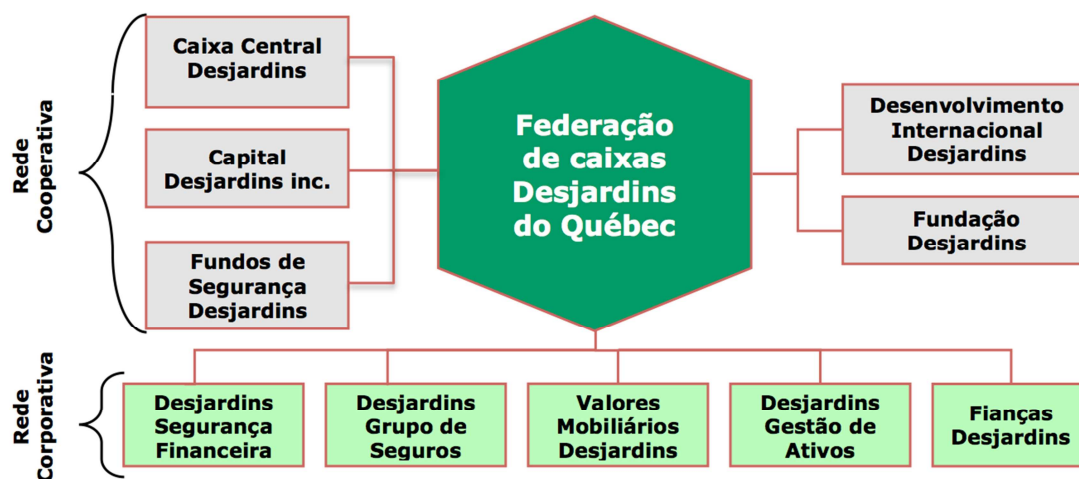 Rede
Cooperativa
Caixa Central
Desjardins
Capital
Desjardins inc.
Fundos de
Segurança
Desjardins
Federação
de caixas
Desjardins
do Québec
Desenvolvimento
Internacional
Desjardins
Fundação
Desjardins
Rede
Corporativa
Desjardins
Segurança
Financeira
Desjardins
Grupo de
Seguros
Valores
Mobiliários
Desjardins
Desjardins
Gestão de
Ativos
Fianças
Desjardins